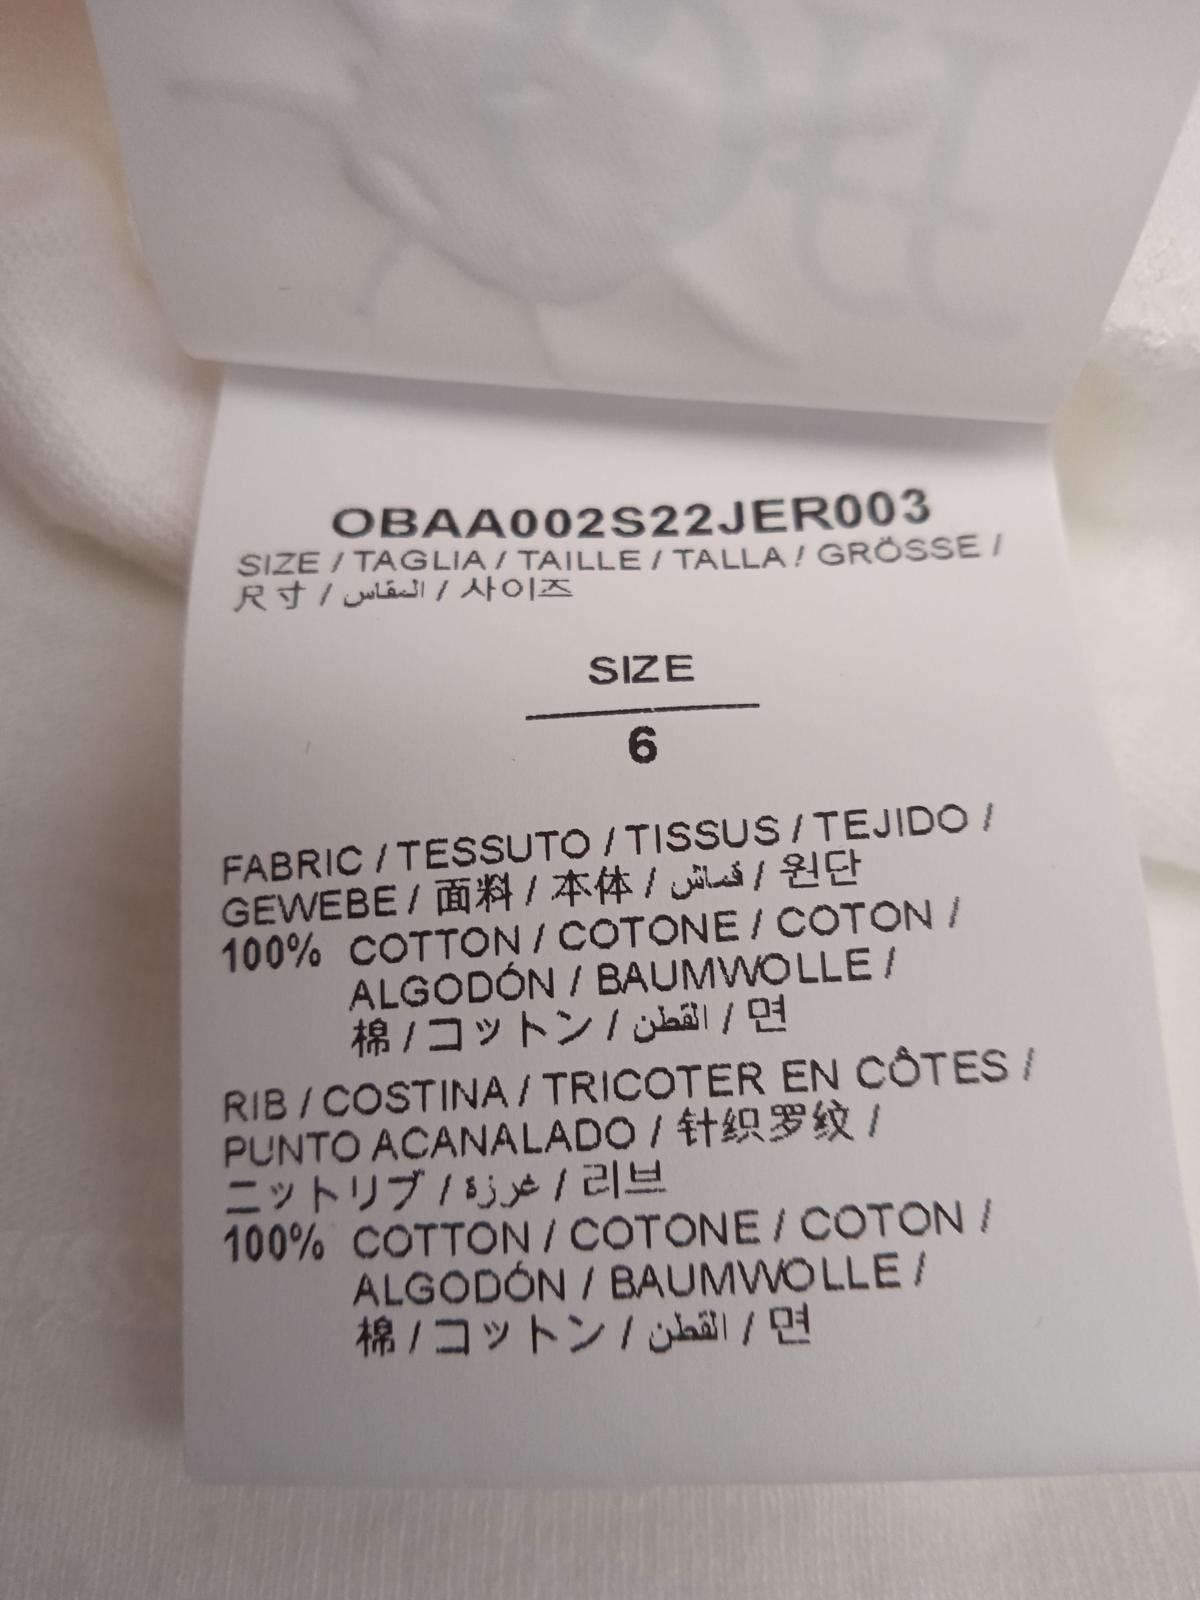 OBAA002S22JER003
SIZE / TAGLIA / TAILLE / TALLA / GRÖSSE /
尺寸 / المقاس / 사이즈
SIZE
6
FABRIC / TESSUTO / TISSUS / TEJIDO /
GEWEBE / 面料 / 本体 / قماش / 원단
100% COTTON / COTONE / COTON /
ALGODÓN / BAUMWOLLE /
棉 / コットン / القطن / 면
RIB / COSTINA / TRICOTER EN CÔTES /
PUNTO ACANALADO / 针织罗纹 /
ニットリブ / غرزة / 리브
100% COTTON / COTONE / COTON /
ALGODÓN / BAUMWOLLE /
棉 / コットン / القطن / 면